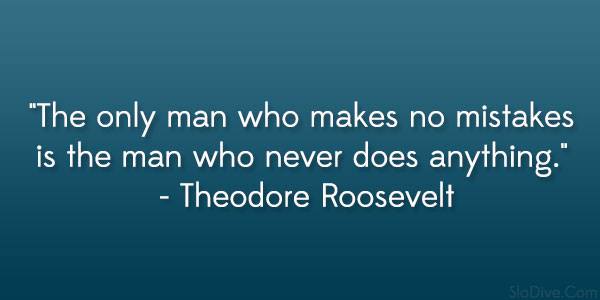 "The only man who makes no mistakes
is the man who never does anything."
- Theodore Roosevelt
SloDive.Com